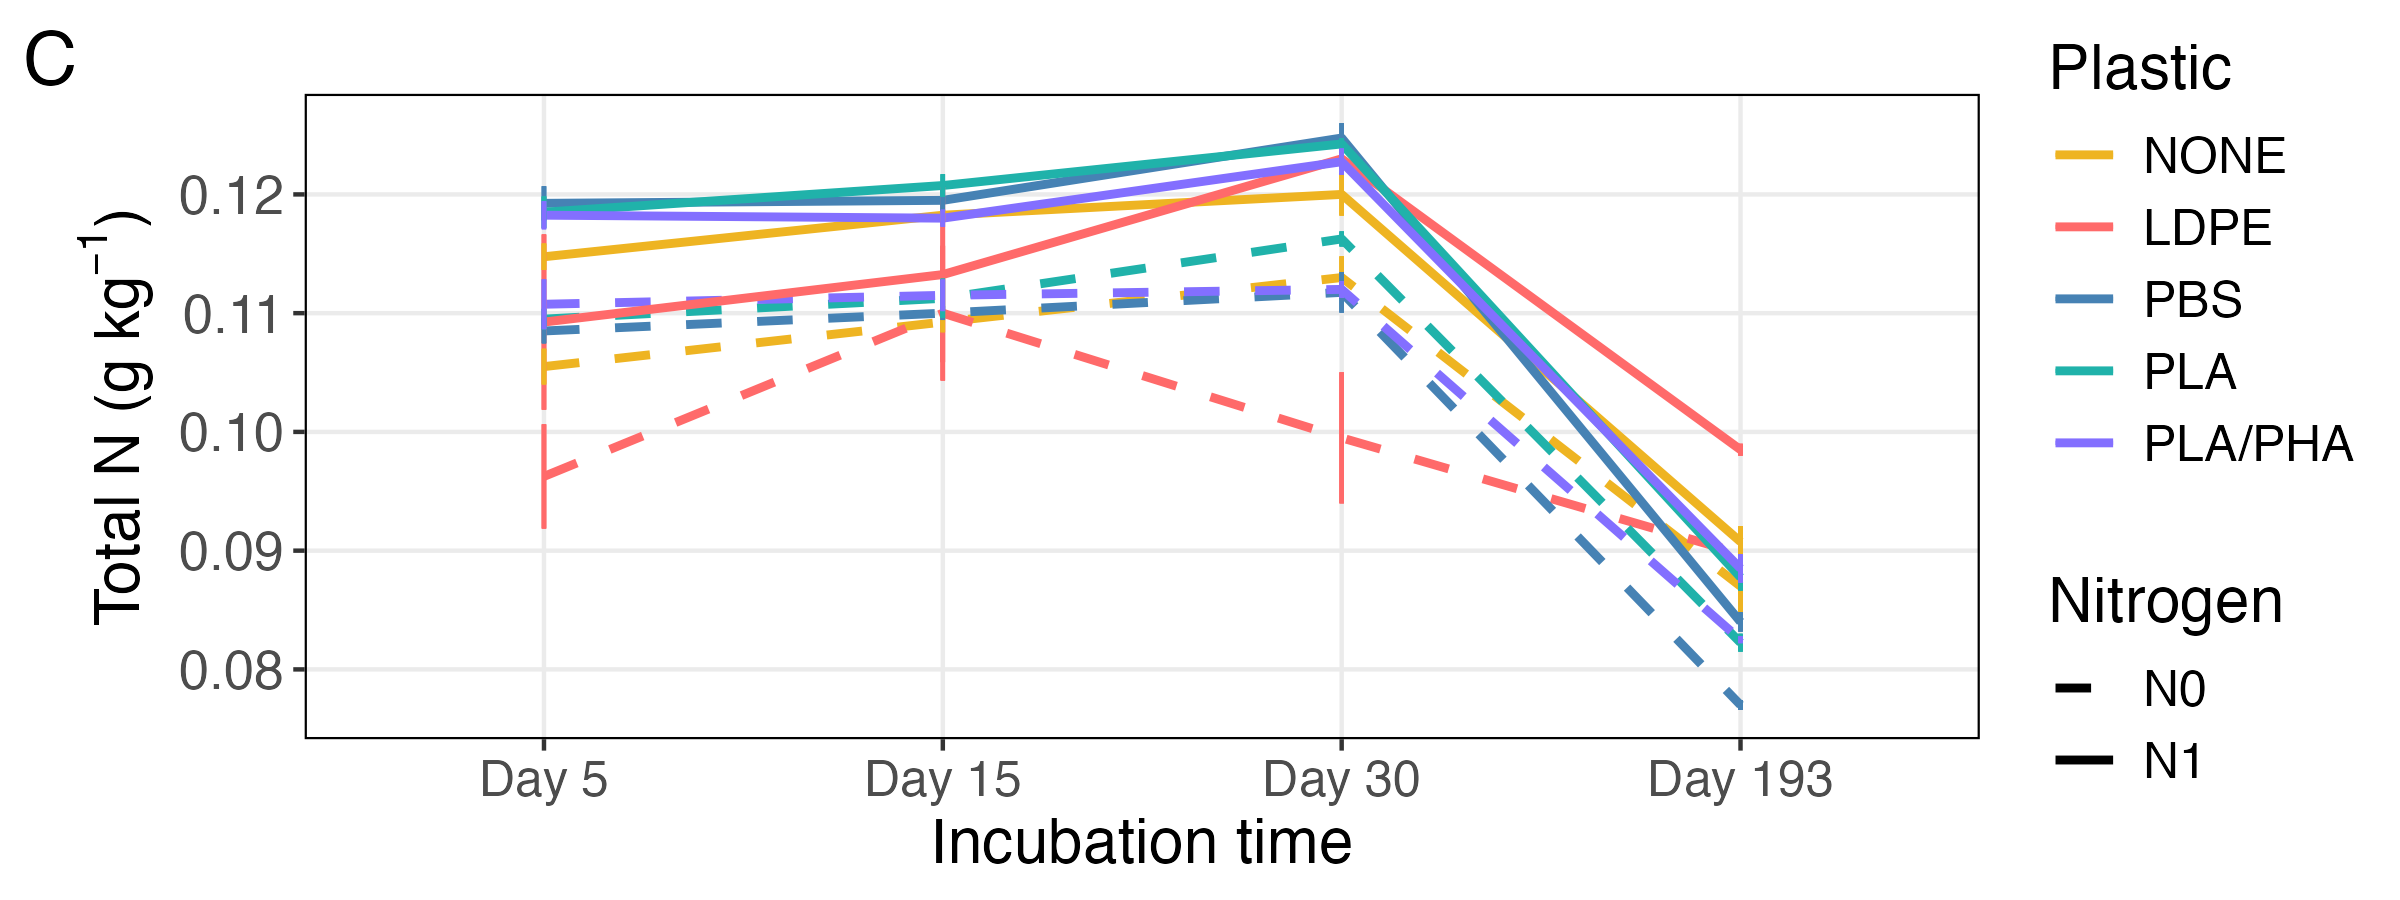 C
Total N (g kg⁻¹)
0.12
0.11
0.10
0.09
0.08
Day 5
Day 15
Day 30
Day 193
Incubation time
Plastic
NONE
LDPE
PBS
PLA
PLA/PHA
Nitrogen
N0
N1